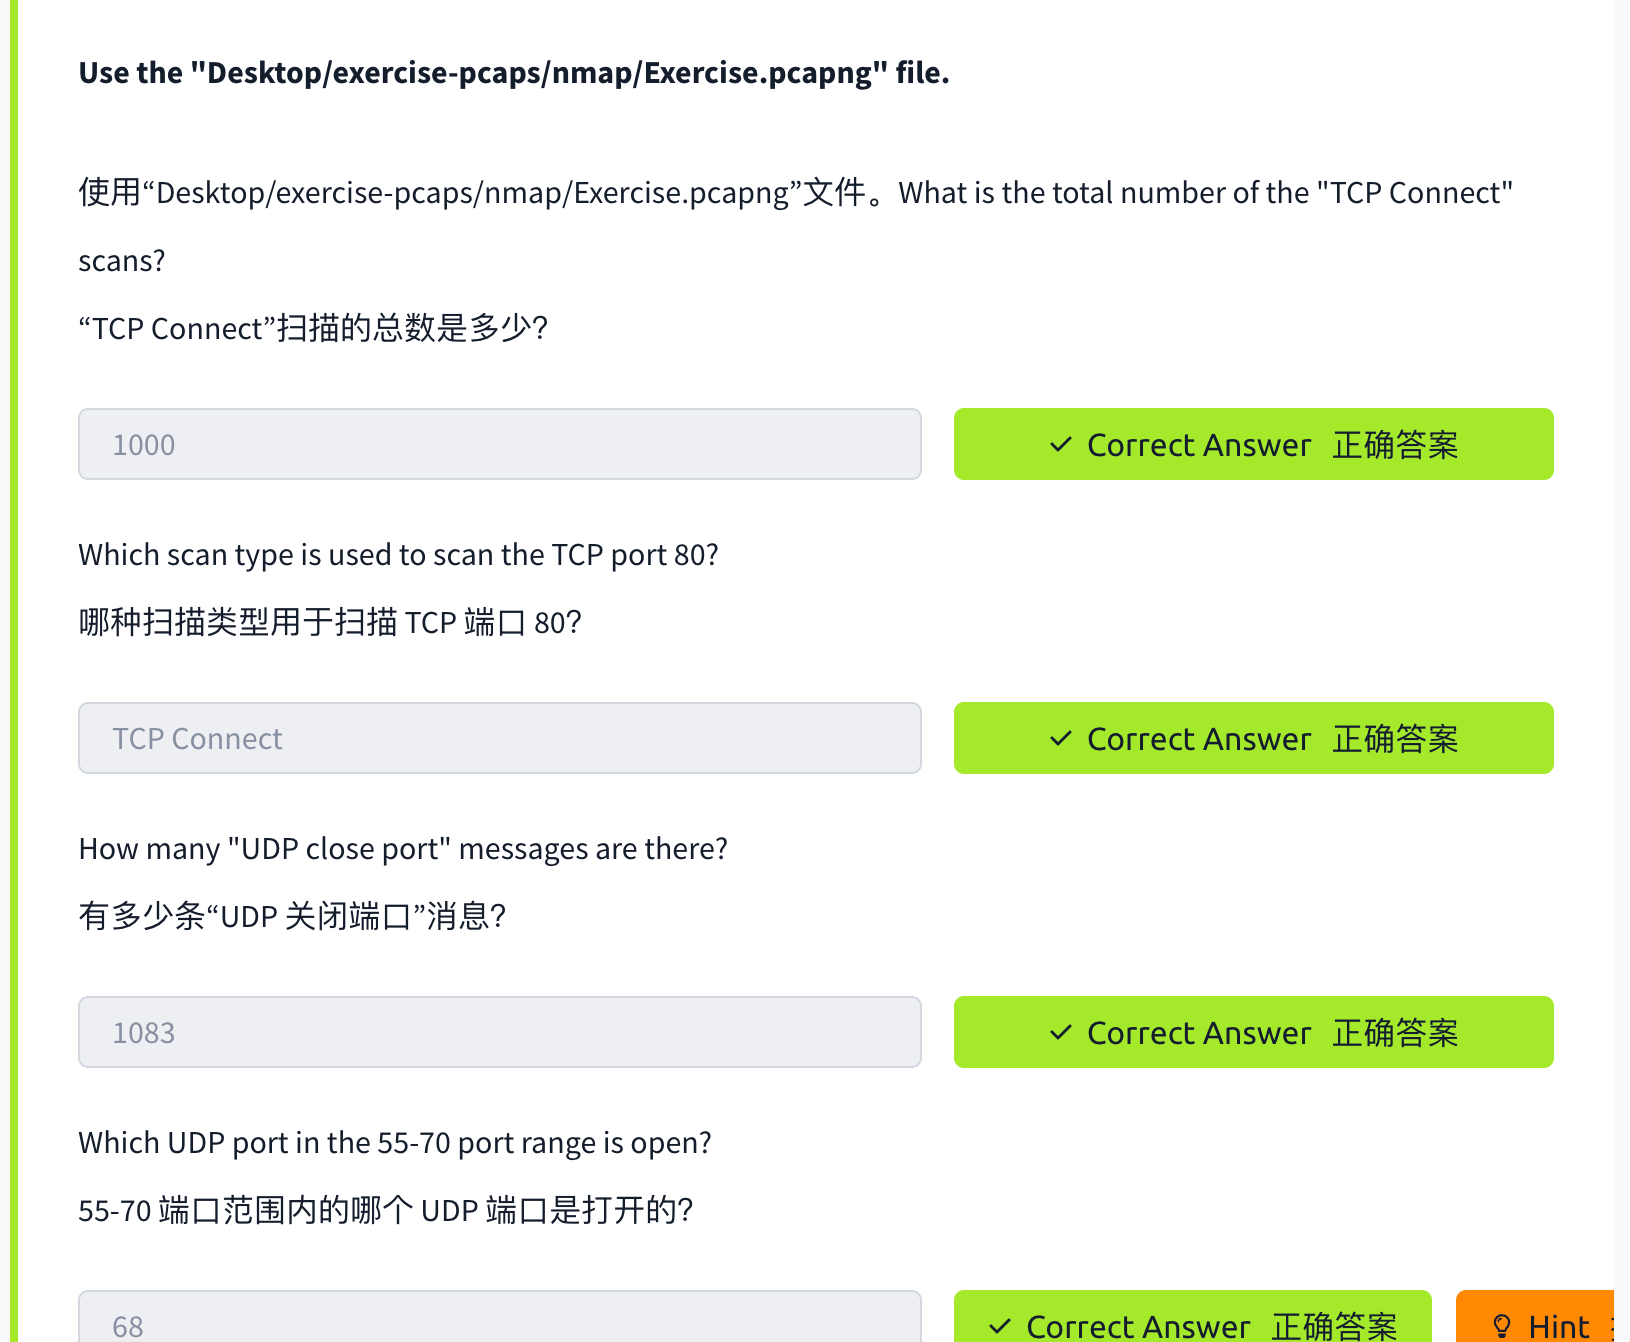 Use the "Desktop/exercise-pcaps/nmap/Exercise.pcapng" file.
使用“Desktop/exercise-pcaps/nmap/Exercise.pcapng”文件。What is the total number of the "TCP Connect"
scans?
“TCP Connect”扫描的总数是多少?
1000
Correct Answer 正确答案
Which scan type is used to scan the TCP port 80?
哪种扫描类型用于扫描 TCP 端口 80?
TCP Connect
Correct Answer 正确答案
How many "UDP close port" messages are there?
有多少条“UDP 关闭端口”消息?
1083
Correct Answer 正确答案
Which UDP port in the 55-70 port range is open?
55-70 端口范围内的哪个 UDP 端口是打开的?
68
Correct Answer 正确答案
Hint